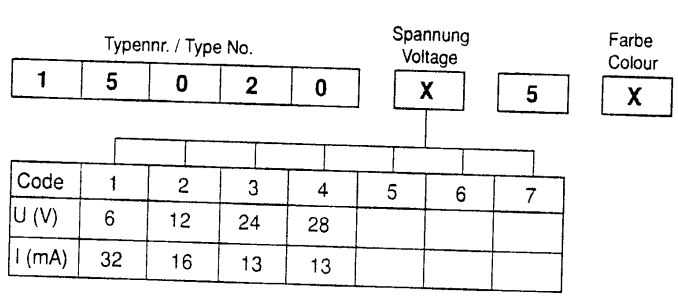 Typennr. / Type No.
Spannung
Voltage
Farbe
Colour
1 5 0 2 0 X 5 X
Code 1 2 3 4 5 6 7
U (V) 6 12 24 28
I (mA) 32 16 13 13